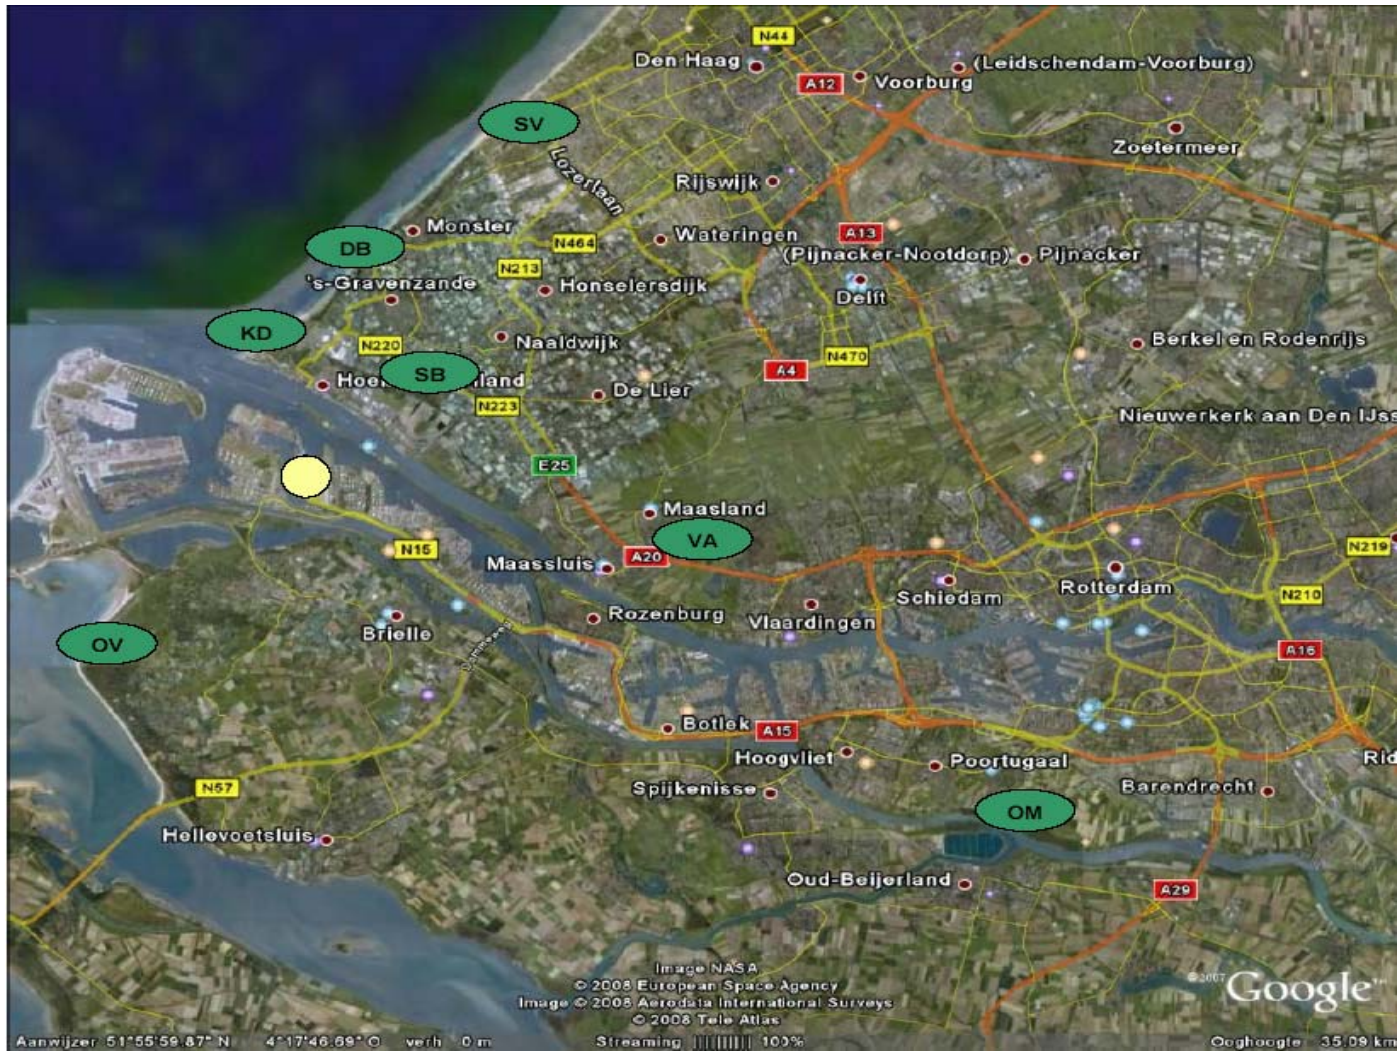 N44
Den Haag
(Leidschendam-Voorburg)
A12
Voorburg
SV
Zoetermeer
Lozerlaan
Rijswijk
Monster
DB
N464
Wateringen
A13
(Pijnacker-Nootdorp)
Pijnacker
N213
's-Gravenzande
Honselersdijk
Delft
KD
N220
Naaldwijk
Berkel en Rodenrijs
N470
SB
A4
De Lier
N223
Nieuwerkerk aan Den IJss
E25
Maasland
VA
N15
A20
N219
Maassluis
Schiedam
Rotterdam
N210
Rozenburg
Vlaardingen
Brielle
OV
A16
Botlek
A15
Hoogvliet
Poortugaal
Rid
N57
Spijkenisse
Barendrecht
OM
Hellevoetsluis
Oud-Beijerland
A29
Image NASA
© 2008 European Space Agency
Image © 2008 Aerodata International Surveys
© 2008 Tele Atlas
©2007 Google™
Aanwijzer 51°55'59.87" N 4°17'46.69" O verh 0 m Streaming ||||||||| 100% Ooghoogte 35.09 km